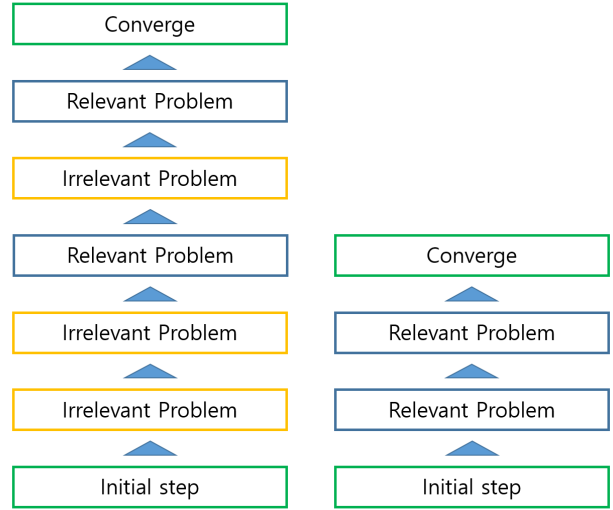 Converge
Relevant Problem
Irrelevant Problem
Relevant Problem
Irrelevant Problem
Irrelevant Problem
Initial step
Converge
Relevant Problem
Relevant Problem
Initial step